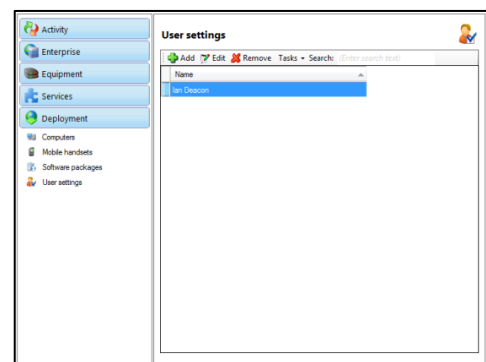 Activity
Enterprise
Equipment
Services
Deployment
Computers
Mobile handsets
Software packages
User settings
User settings
Add Edit Remove Tasks Search: (Enter search text)
Name
Ian Deacon